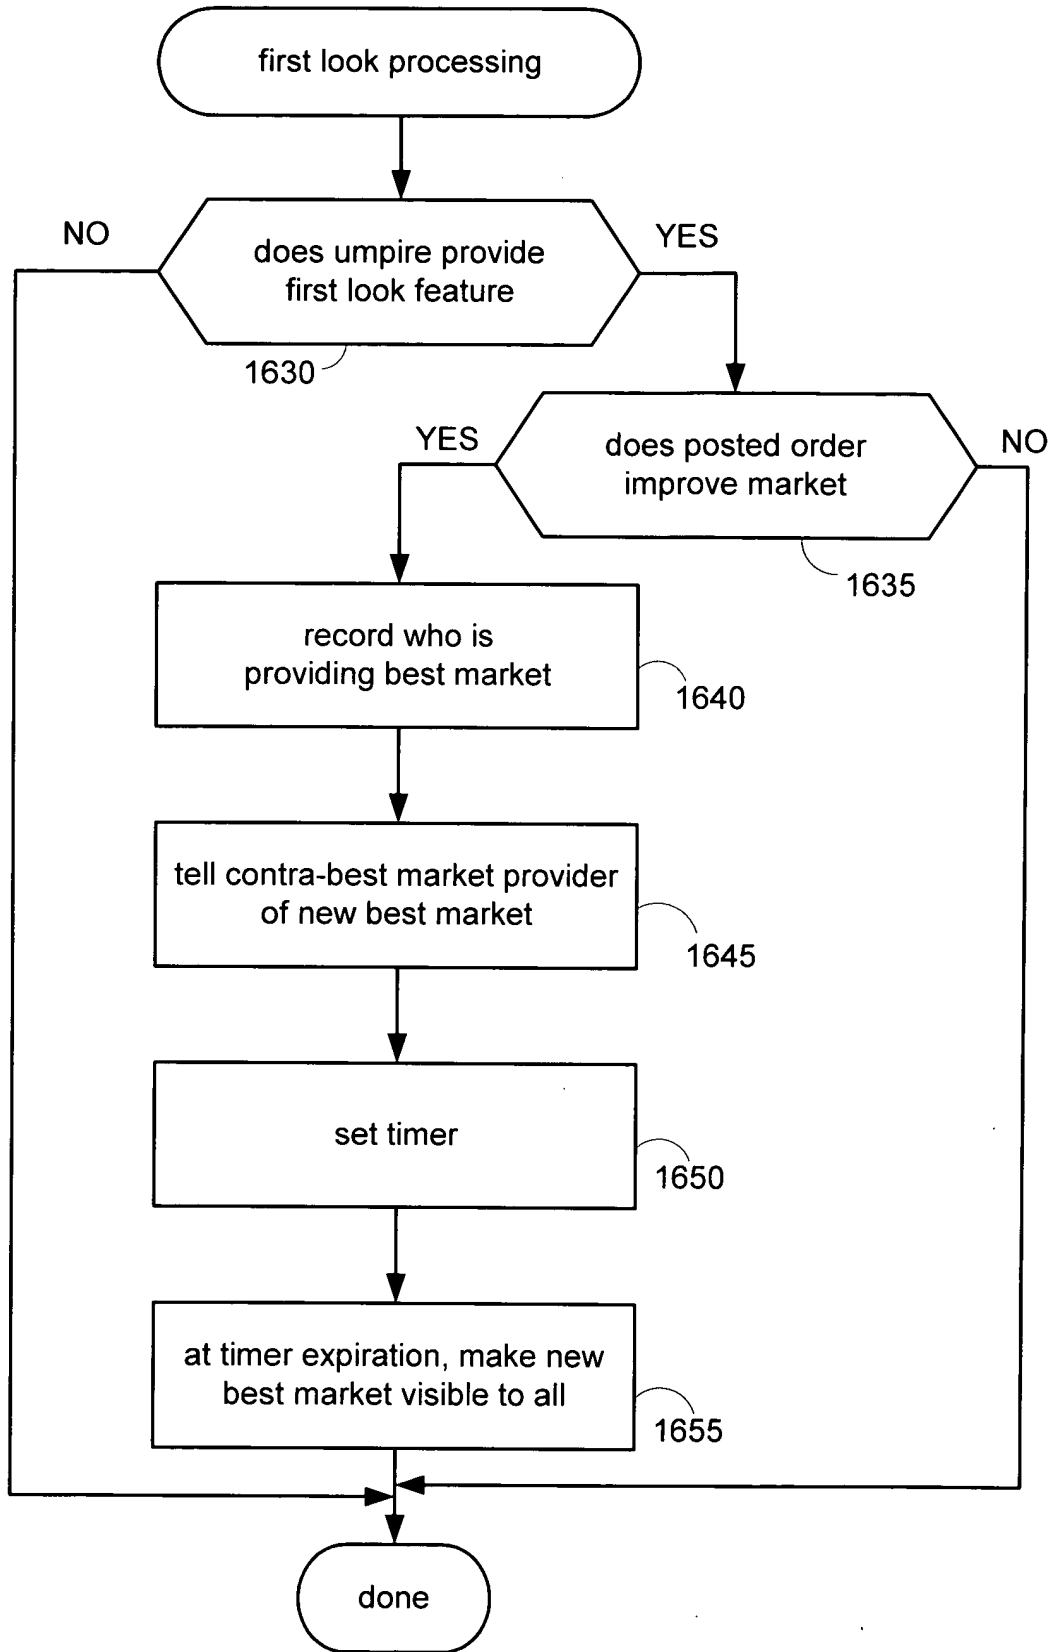 first look processing
NO
YES
does umpire provide
first look feature
1630
YES
NO
does posted order
improve market
1635
record who is
providing best market
1640
tell contra-best market provider
of new best market
1645
set timer
1650
at timer expiration, make new
best market visible to all
1655
done